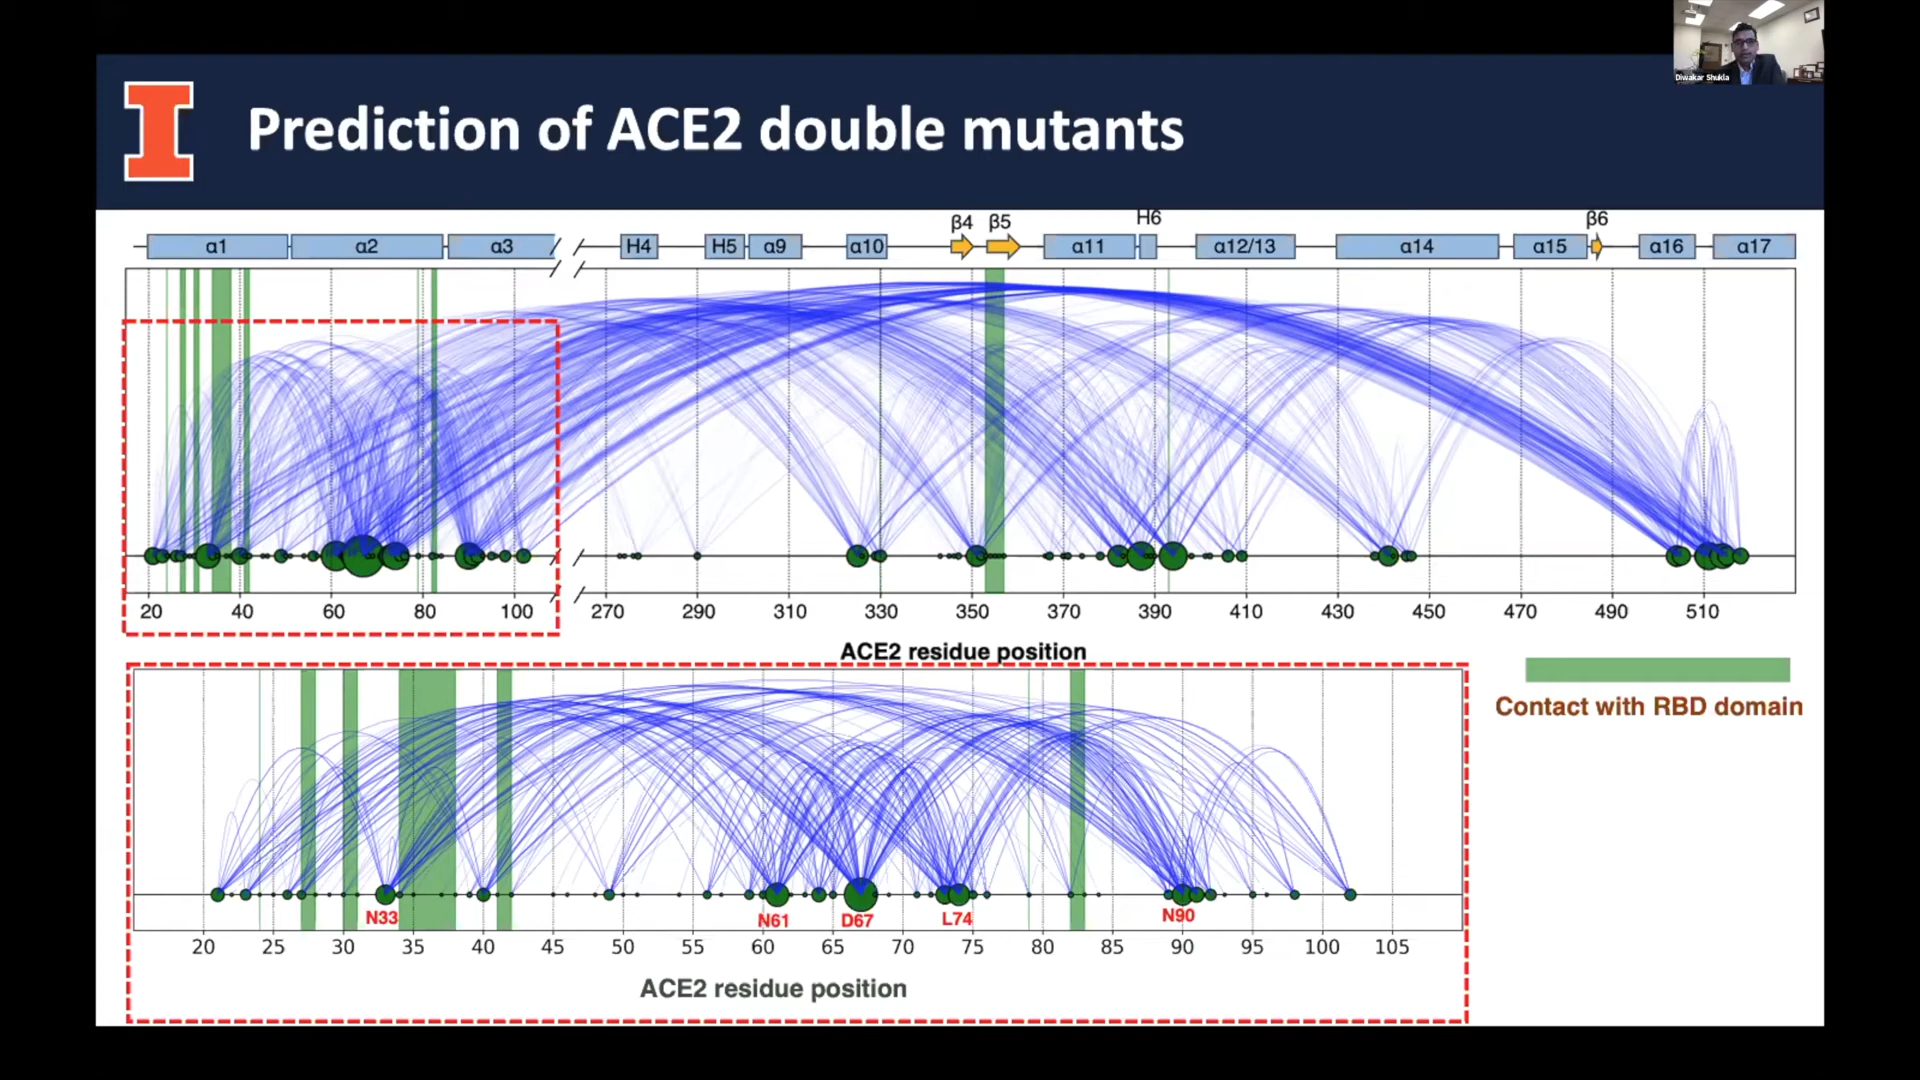 Diwakar Shukla
I
Prediction of ACE2 double mutants
β4 β5 H6 β6
α1 α2 α3 H4 H5 α9 α10 α11 α12/13 α14 α15 α16 α17
20 40 60 80 100 270 290 310 330 350 370 390 410 430 450 470 490 510
ACE2 residue position
Contact with RBD domain
N33 N61 D67 L74 N90
20 25 30 35 40 45 50 55 60 65 70 75 80 85 90 95 100 105
ACE2 residue position